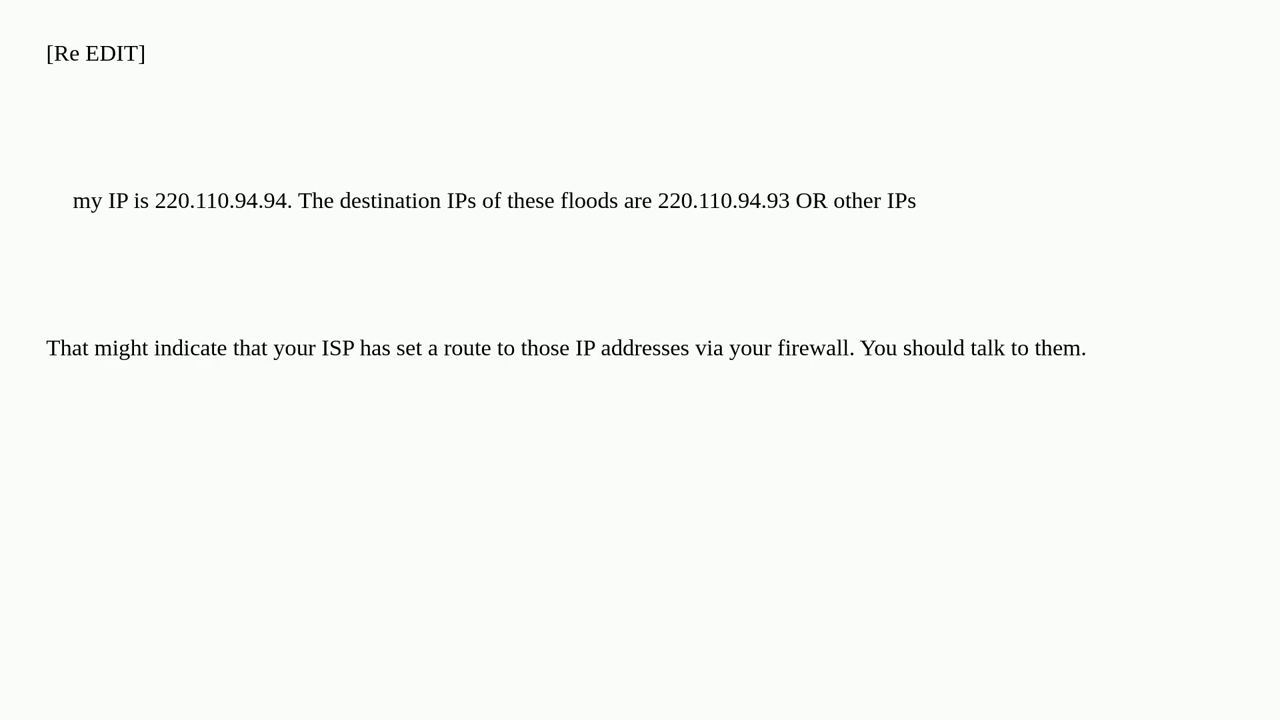 [Re EDIT]
my IP is 220.110.94.94. The destination IPs of these floods are 220.110.94.93 OR other IPs
That might indicate that your ISP has set a route to those IP addresses via your firewall. You should talk to them.